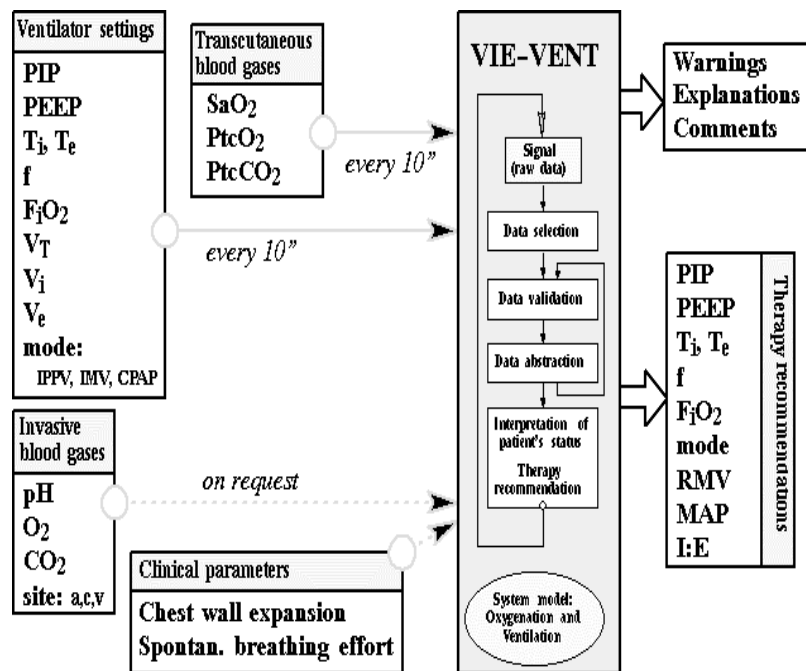 Ventilator settings
PIP
PEEP
Ti, Te
f
FiO2
VT
Vi
Ve
mode:
IPPV, IMV, CPAP
Transcutaneous
blood gases
SaO2
PtcO2
PtcCO2
every 10”
every 10”
Invasive
blood gases
pH
O2
CO2
site: a,c,v
on request
Clinical parameters
Chest wall expansion
Spontan. breathing effort
VIE-VENT
Signal
(raw data)
Data selection
Data validation
Data abstraction
Interpretation of
patient's status
Therapy
recommendation
System model:
Oxygenation and
Ventilation
Warnings
Explanations
Comments
PIP
PEEP
Ti, Te
f
FiO2
mode
RMV
MAP
I:E
Therapy recommendations